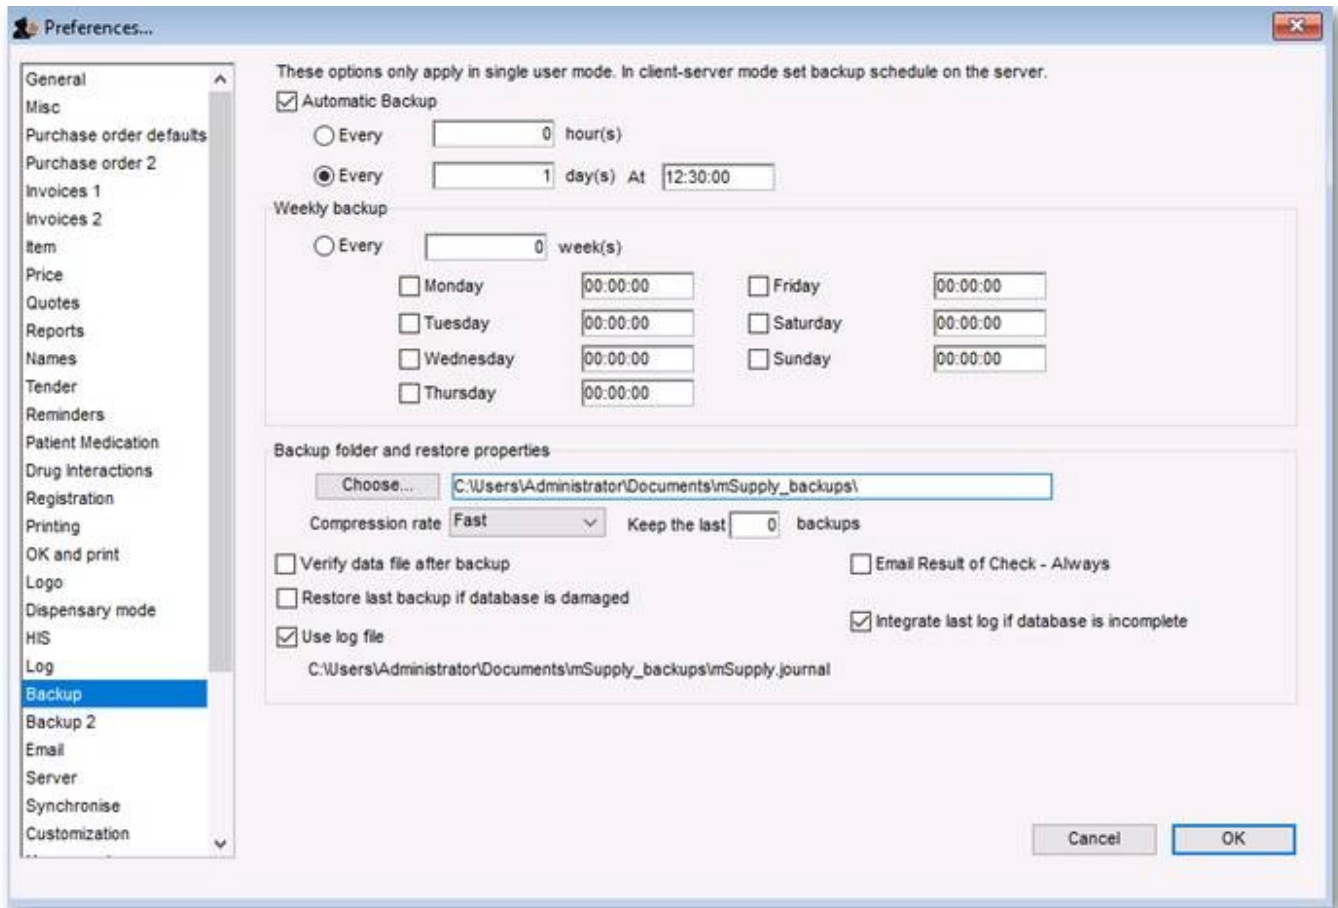 Preferences...
General
Misc
Purchase order defaults
Purchase order 2
Invoices 1
Invoices 2
Item
Price
Quotes
Reports
Names
Tender
Reminders
Patient Medication
Drug Interactions
Registration
Printing
OK and print
Logo
Dispensary mode
HIS
Log
Backup
Backup 2
Email
Server
Synchronise
Customization
These options only apply in single user mode. In client-server mode set backup schedule on the server.
Automatic Backup
Every 0 hour(s)
Every 1 day(s) At 12:30:00
Weekly backup
Every 0 week(s)
Monday 00:00:00 Friday 00:00:00
Tuesday 00:00:00 Saturday 00:00:00
Wednesday 00:00:00 Sunday 00:00:00
Thursday 00:00:00
Backup folder and restore properties
Choose... C:\Users\Administrator\Documents\mSupply_backups\
Compression rate Fast Keep the last 0 backups
Verify data file after backup Email Result of Check - Always
Restore last backup if database is damaged
Integrate last log if database is incomplete
Use log file
C:\Users\Administrator\Documents\mSupply_backups\mSupply.journal
Cancel OK